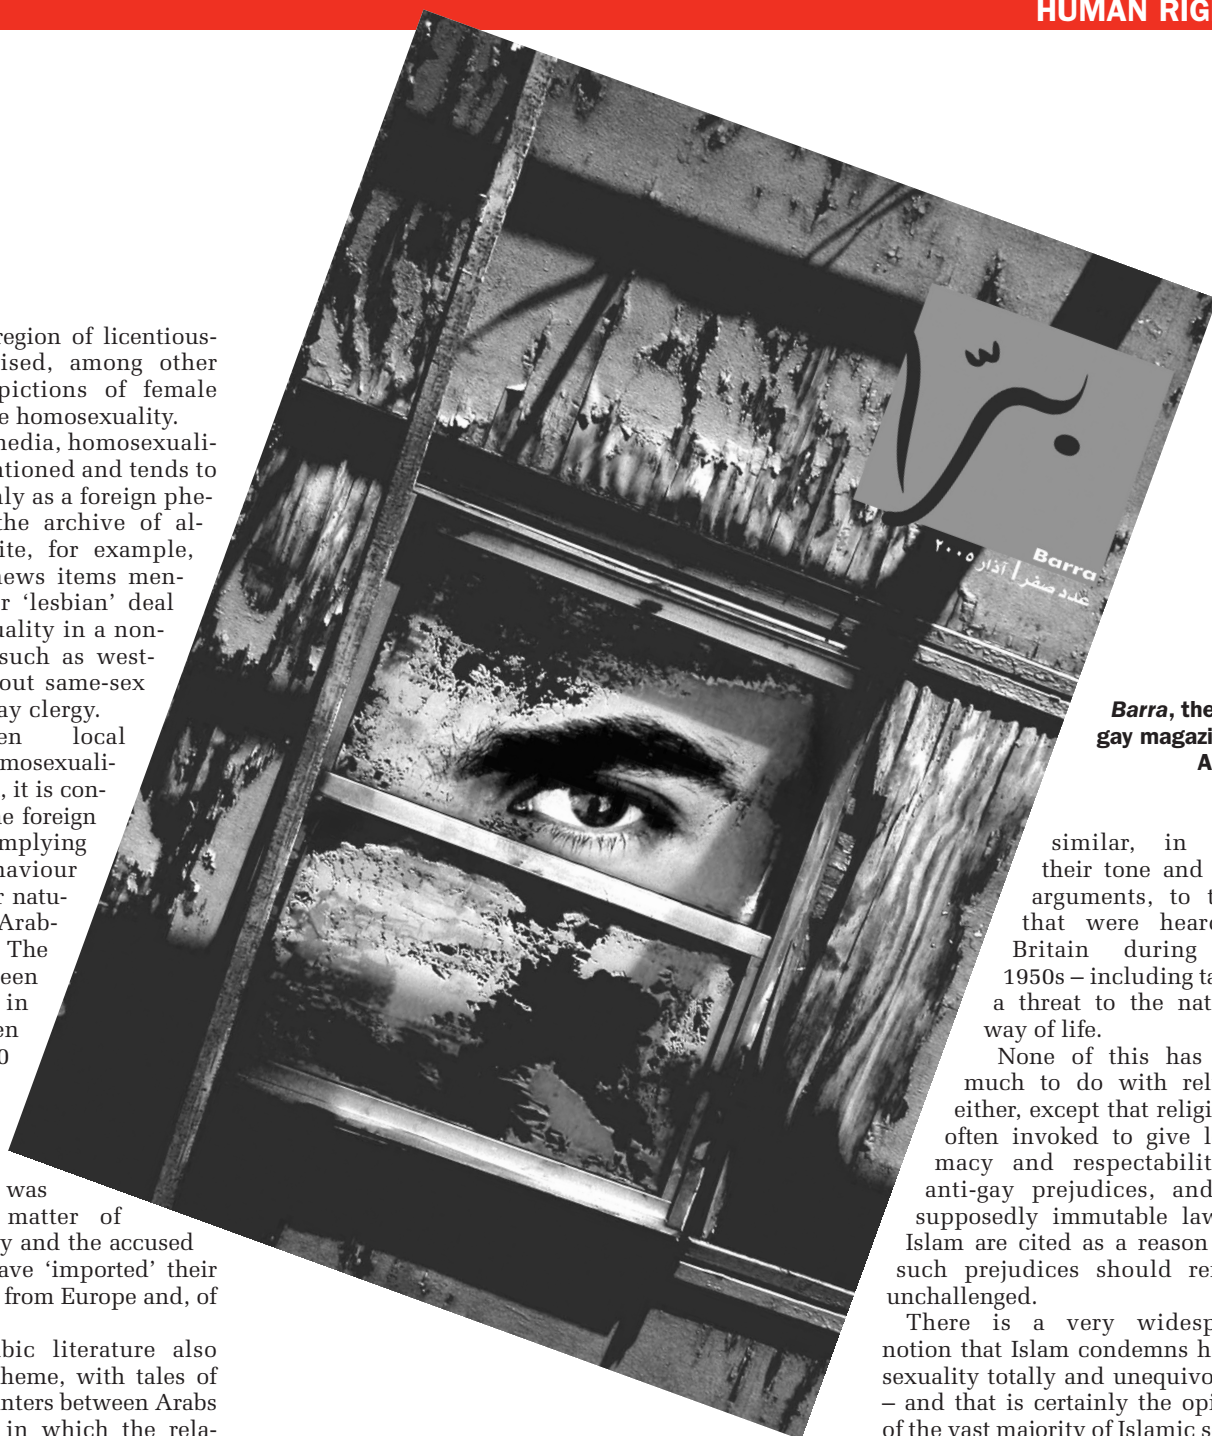 HUMAN RIG
region of licentious-
ised, among other
pictions of female
e homosexuality.
media, homosexuali-
ntioned and tends to
nly as a foreign phe-
the archive of al-
ite, for example,
news items men-
r ‘lesbian’ deal
uality in a non-
such as west-
out same-sex
ay clergy.
en local
mosexuali-
, it is con-
e foreign
mplying
haviour
r natu-
Arab-
The
een
in
en
0
was
matter of
y and the accused
ave ‘imported’ their
from Europe and, of
bic literature also
heme, with tales of
nters between Arabs
in which the rela-
برّا
Barra
عدد صفر | آذار ٢٠٠٥
Barra, the
gay magazi
A
similar, in
their tone and
arguments, to t
that were hear
Britain during
1950s – including ta
a threat to the nat
way of life.
None of this has
much to do with rel
either, except that religi
often invoked to give l
macy and respectabilit
anti-gay prejudices, and
supposedly immutable law
Islam are cited as a reason
such prejudices should re
unchallenged.
There is a very widesp
notion that Islam condemns h
sexuality totally and unequivo
– and that is certainly the opi
of the vast majority of Islamic s